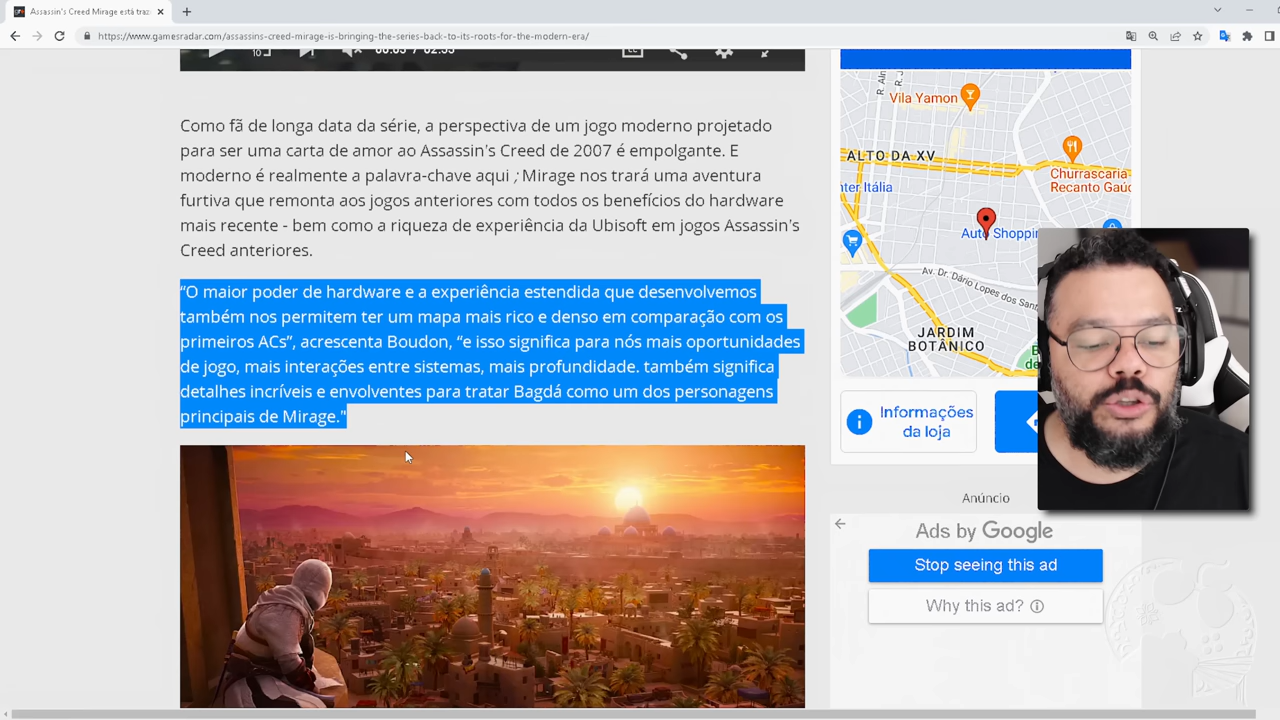 Assassin's Creed Mirage está traz
https://www.gamesradar.com/assassins-creed-mirage-is-bringing-the-series-back-to-its-roots-for-the-modern-era/
Como fã de longa data da série, a perspectiva de um jogo moderno projetado
para ser uma carta de amor ao Assassin's Creed de 2007 é empolgante. E
moderno é realmente a palavra-chave aqui ; Mirage nos trará uma aventura
furtiva que remonta aos jogos anteriores com todos os benefícios do hardware
mais recente - bem como a riqueza de experiência da Ubisoft em jogos Assassin's
Creed anteriores.
“O maior poder de hardware e a experiência estendida que desenvolvemos
também nos permitem ter um mapa mais rico e denso em comparação com os
primeiros ACs”, acrescenta Boudon, “e isso significa para nós mais oportunidades
de jogo, mais interações entre sistemas, mais profundidade. também significa
detalhes incríveis e envolventes para tratar Bagdá como um dos personagens
principais de Mirage."
Vila Yamon
ALTO DA XV
Churrascaria
Recanto Gaúc
nter Itália
Auto Shoppi
Av. Dr. Dário Lopes dos San
JARDIM
BOTÂNICO
Informações
da loja
Anúncio
Ads by Google
Stop seeing this ad
Why this ad?